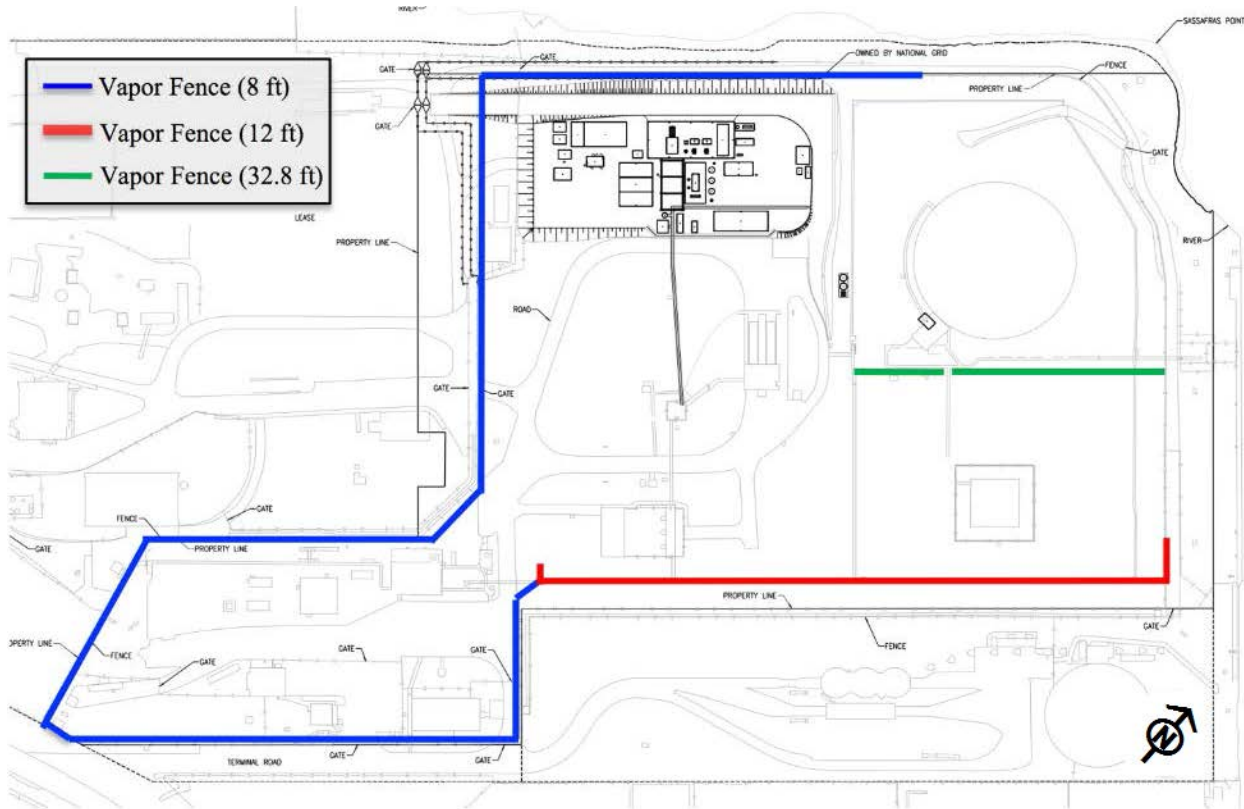 RIVER
SASSAFRAS POINT
GATE
OWNED BY NATIONAL GRID
GATE
FENCE
PROPERTY LINE
Vapor Fence (8 ft)
Vapor Fence (12 ft)
Vapor Fence (32.8 ft)
GATE
GATE
LEASE
PROPERTY LINE
RIVER
ROAD
GATE
GATE
GATE
FENCE
PROPERTY LINE
GATE
PROPERTY LINE
GATE
FENCE
FENCE
OPERTY LINE
GATE
GATE
GATE
GATE
GATE
TERMINAL ROAD
N